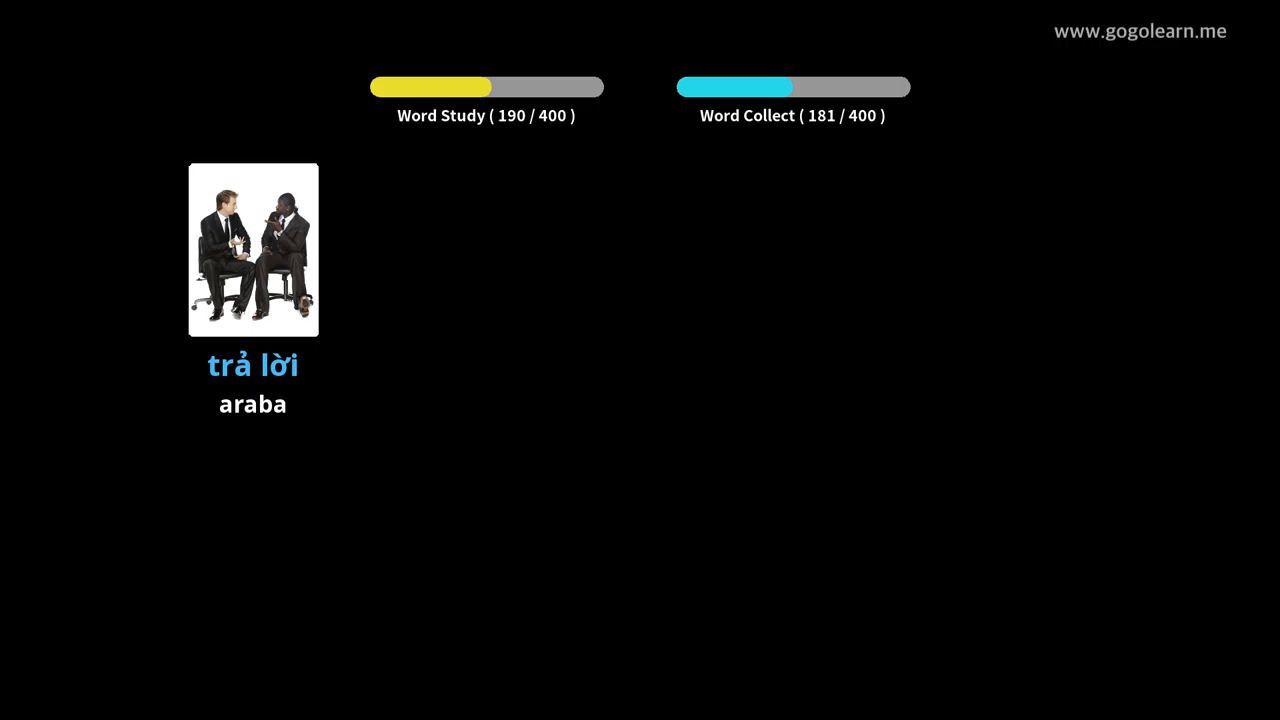 www.gogolearn.me
Word Study ( 190 / 400 )
Word Collect ( 181 / 400 )
trả lời
araba